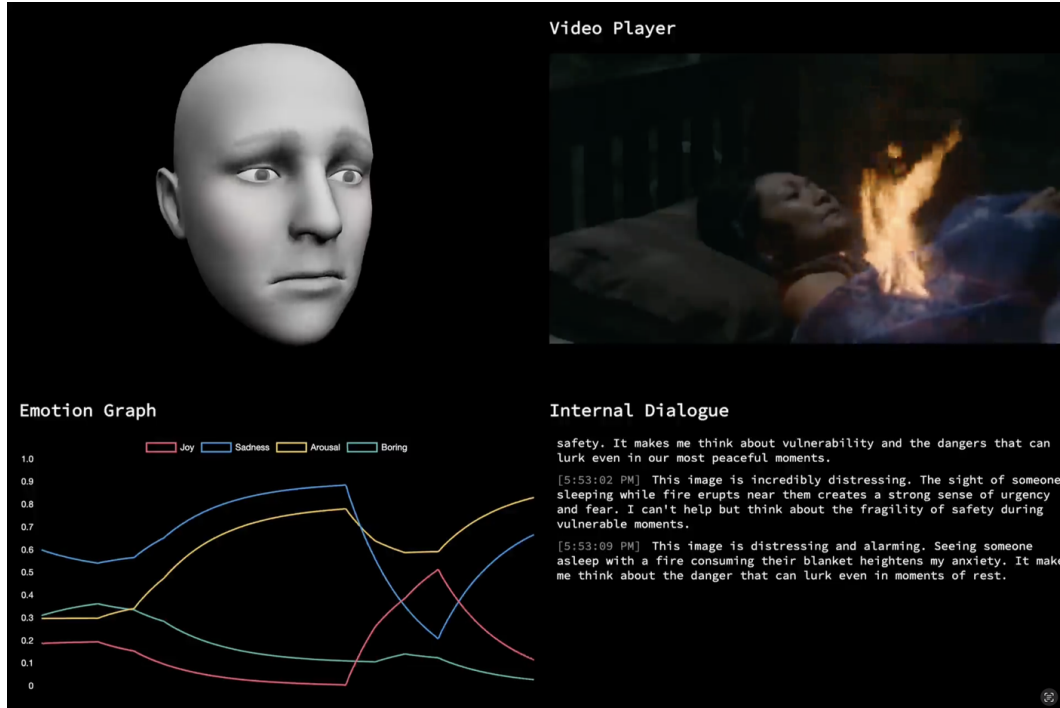 Video Player
Emotion Graph
Joy Sadness Arousal Boring
1.0
0.9
0.8
0.7
0.6
0.5
0.4
0.3
0.2
0.1
0
Internal Dialogue
safety. It makes me think about vulnerability and the dangers that can
lurk even in our most peaceful moments.
[5:53:02 PM] This image is incredibly distressing. The sight of someone
sleeping while fire erupts near them creates a strong sense of urgency
and fear. I can't help but think about the fragility of safety during
vulnerable moments.
[5:53:09 PM] This image is distressing and alarming. Seeing someone
asleep with a fire consuming their blanket heightens my anxiety. It make
me think about the danger that can lurk even in moments of rest.